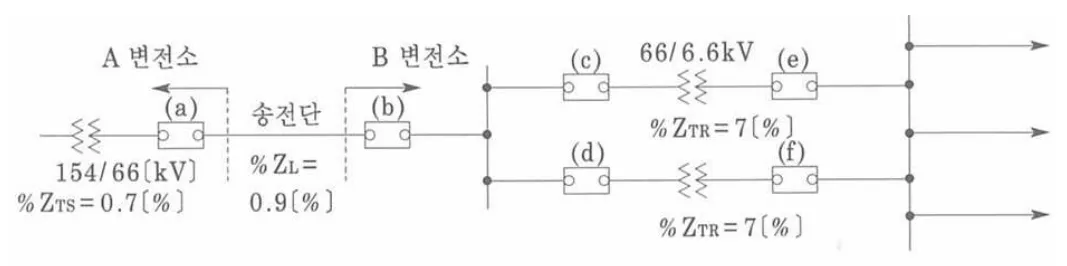 A 변전소
(a)
154/66〔kV〕
% ZTS = 0.7〔%〕
송전단
% ZL =
0.9〔%〕
B 변전소
(b)
(c)
66/6.6kV
(e)
% ZTR = 7〔%〕
(d)
(f)
% ZTR = 7〔%〕